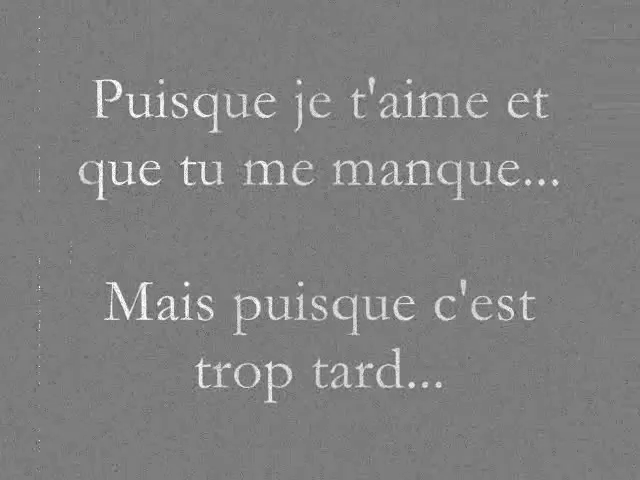 Puisque je t'aime et
que tu me manque...
Mais puisque c'est
trop tard...